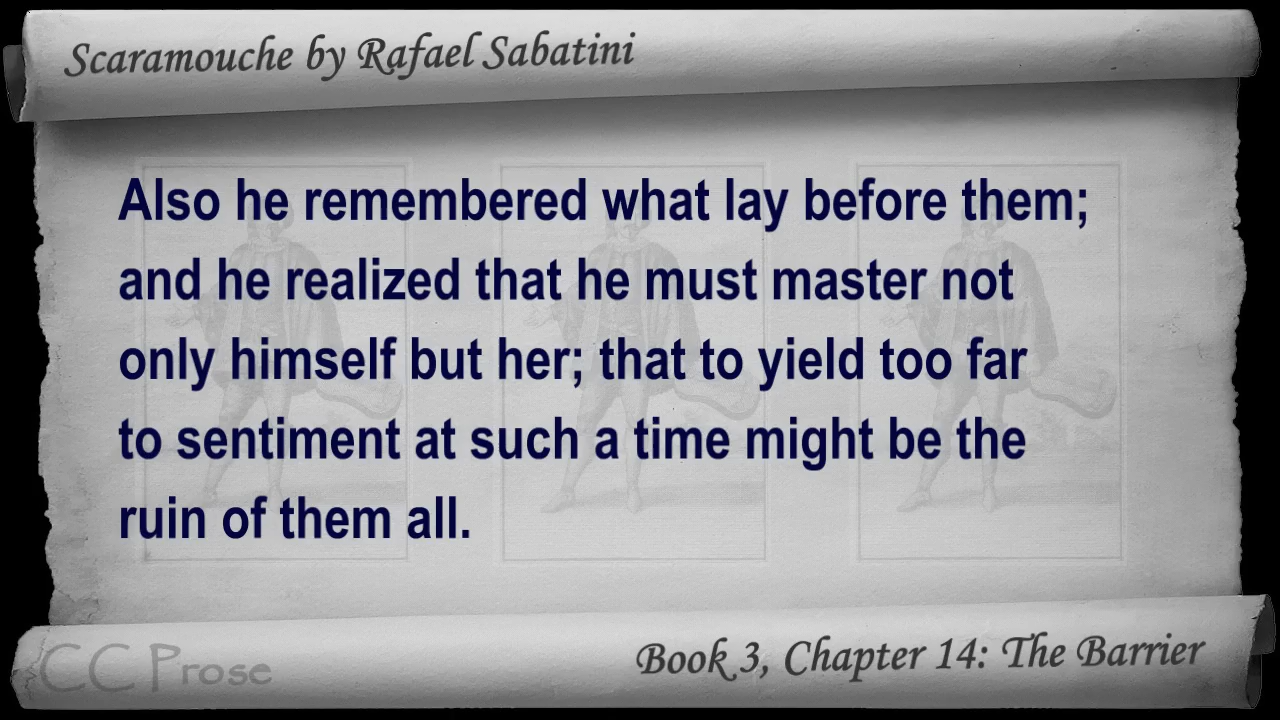 Scaramouche by Rafael Sabatini
Also he remembered what lay before them;
and he realized that he must master not
only himself but her; that to yield too far
to sentiment at such a time might be the
ruin of them all.
CC Prose
Book 3, Chapter 14: The Barrier